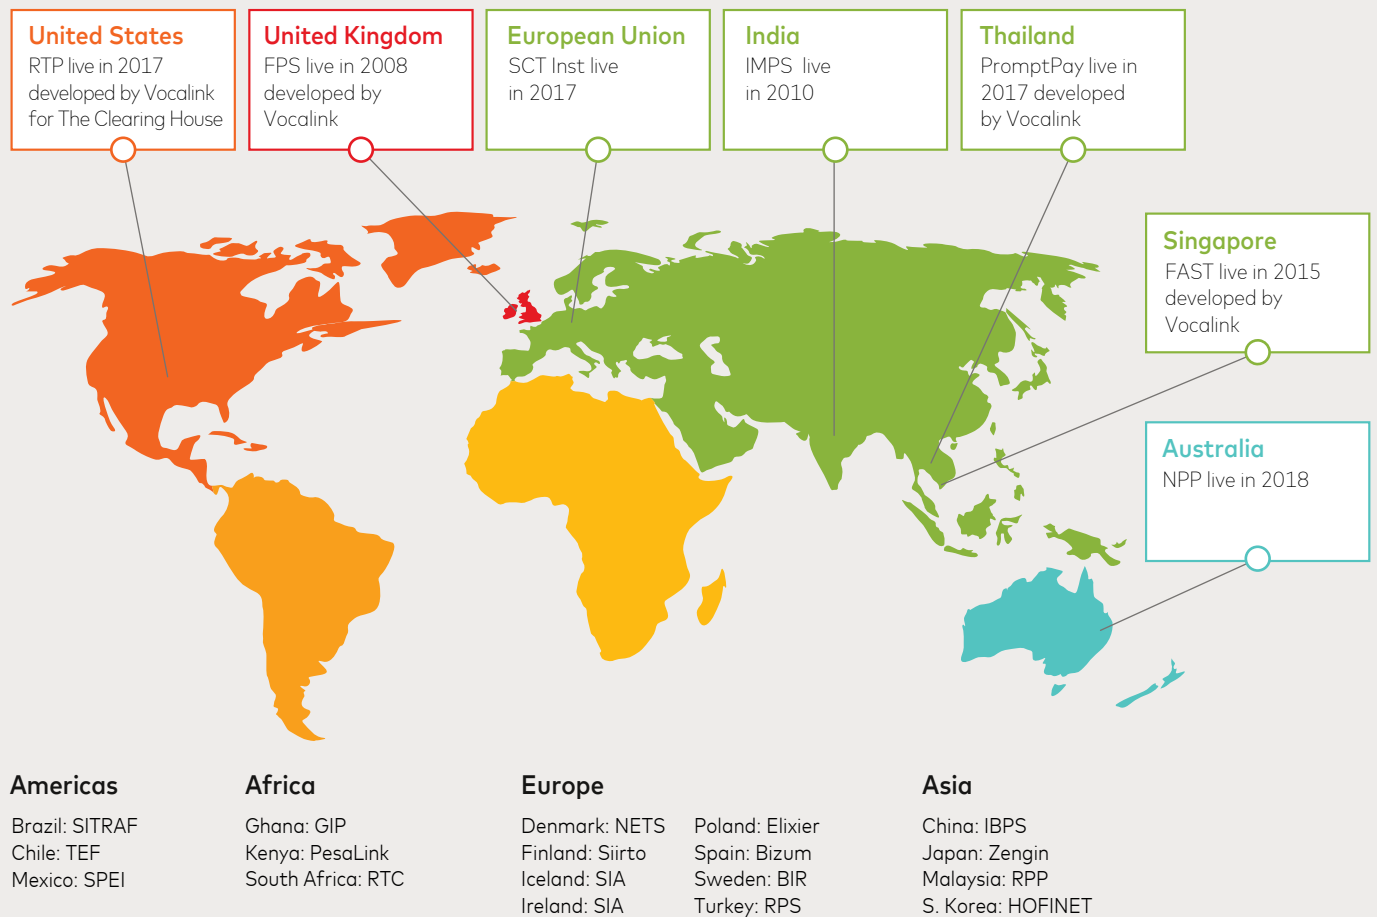 United States
RTP live in 2017
developed by Vocalink
for The Clearing House
United Kingdom
FPS live in 2008
developed by
Vocalink
European Union
SCT Inst live
in 2017
India
IMPS live
in 2010
Thailand
PromptPay live in
2017 developed
by Vocalink
Singapore
FAST live in 2015
developed by
Vocalink
Australia
NPP live in 2018
Americas
Brazil: SITRAF
Chile: TEF
Mexico: SPEI
Africa
Ghana: GIP
Kenya: PesaLink
South Africa: RTC
Europe
Denmark: NETS
Finland: Siirto
Iceland: SIA
Ireland: SIA
Poland: Elixier
Spain: Bizum
Sweden: BIR
Turkey: RPS
Asia
China: IBPS
Japan: Zengin
Malaysia: RPP
S. Korea: HOFINET